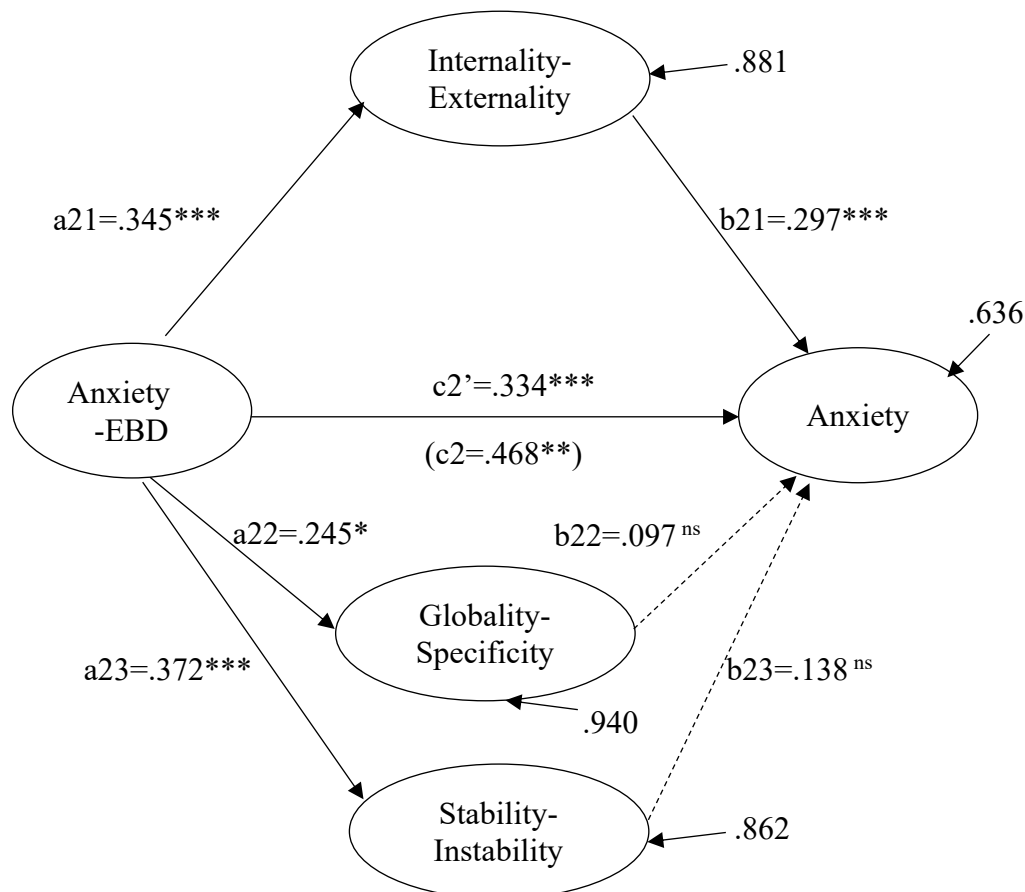 Internality-
Externality
.881
a21=.345***
b21=.297***
.636
Anxiety
-EBD
c2’=.334***
Anxiety
(c2=.468**)
a22=.245*
b22=.097 ns
Globality-
Specificity
a23=.372***
b23=.138 ns
.940
Stability-
Instability
.862